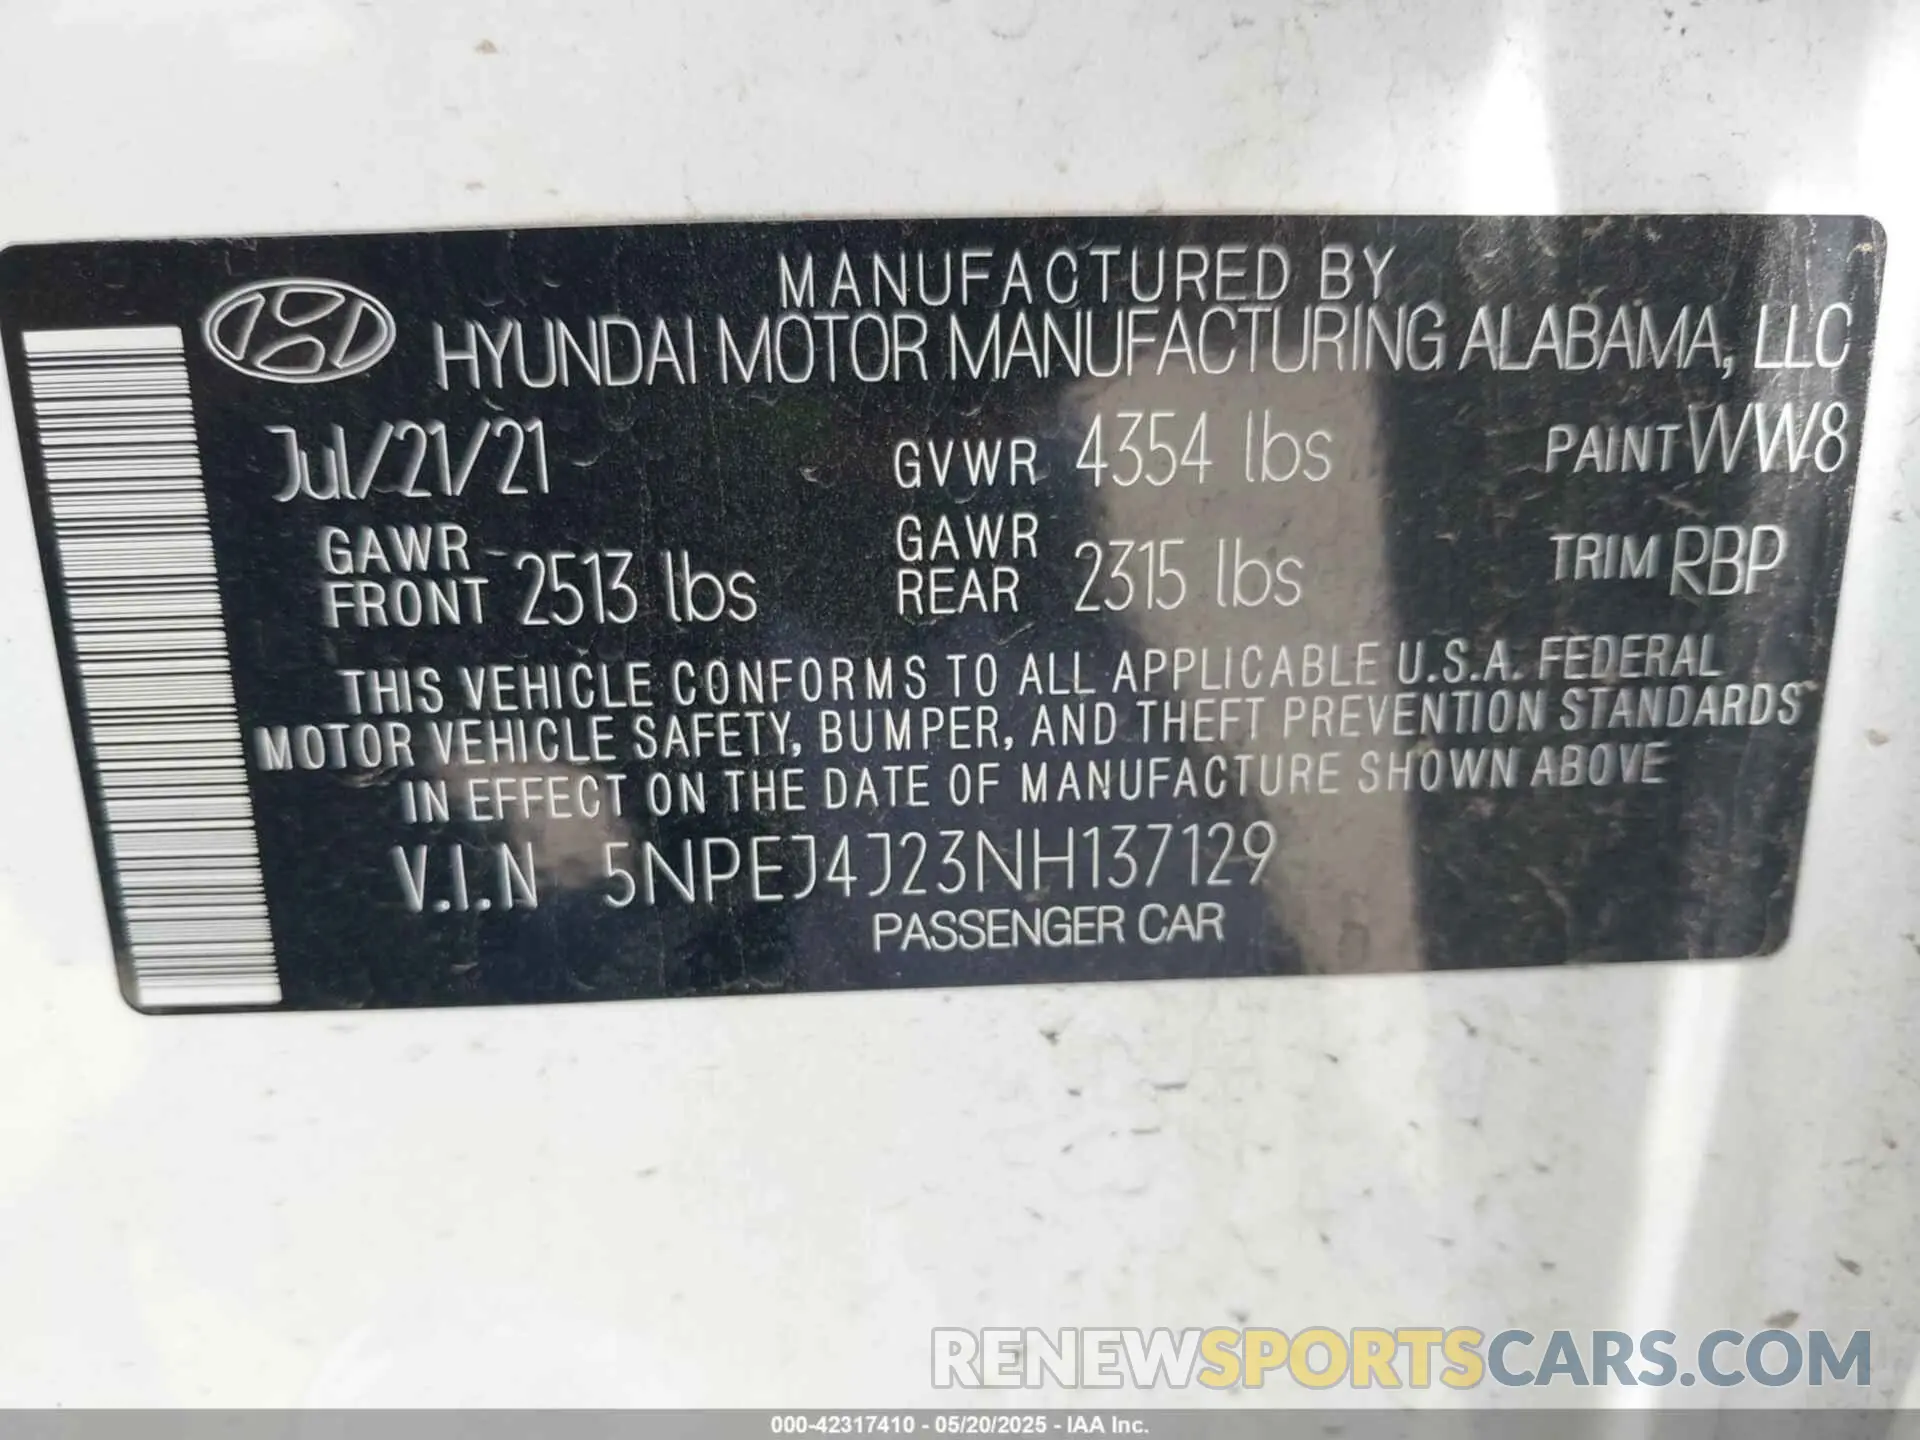 MANUFACTURED BY
HYUNDAI MOTOR MANUFACTURING ALABAMA, LLC
Jul/21/21 GVWR 4354 lbs PAINT WW8
GAWR FRONT 2513 lbs GAWR REAR 2315 lbs TRIM RBP
THIS VEHICLE CONFORMS TO ALL APPLICABLE U.S.A. FEDERAL
MOTOR VEHICLE SAFETY, BUMPER, AND THEFT PREVENTION STANDARDS
IN EFFECT ON THE DATE OF MANUFACTURE SHOWN ABOVE
V.I.N 5NPEJ4J23NH137129
PASSENGER CAR
RENEWSPORTSCARS.COM
000-42317410 - 05/20/2025 - IAA Inc.